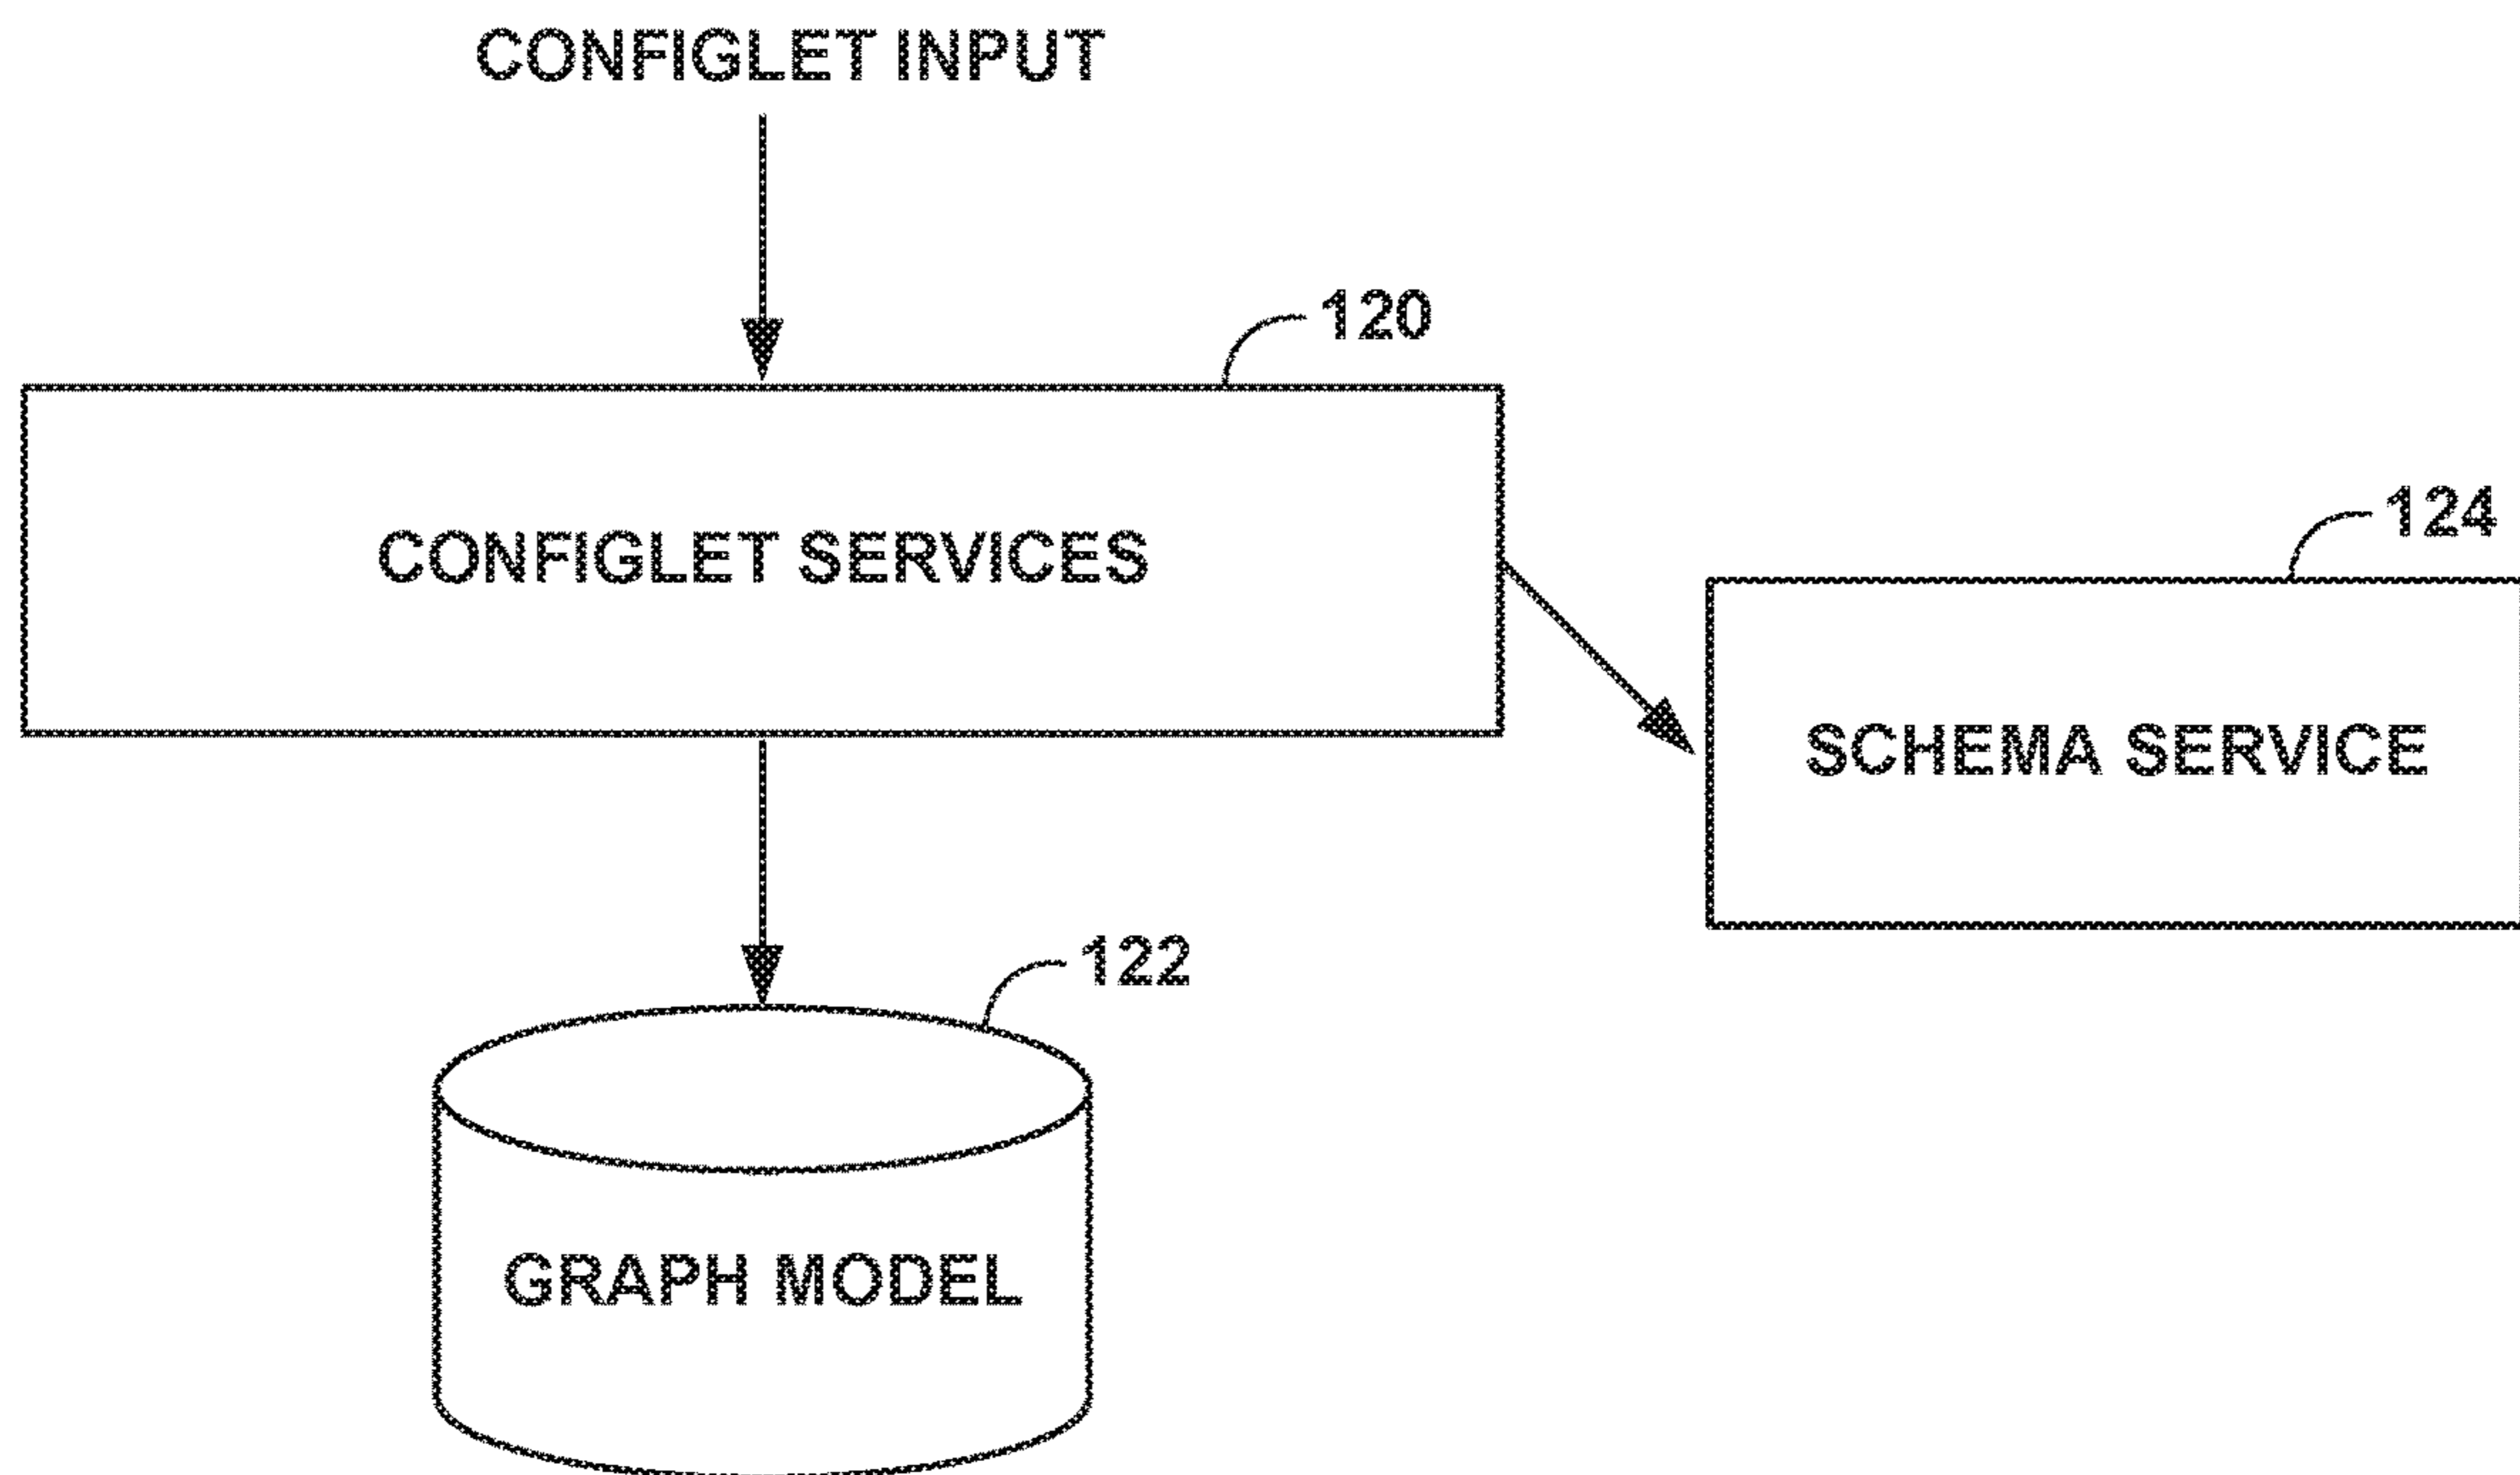 CONFIGLET INPUT
120
CONFIGLET SERVICES
124
SCHEMA SERVICE
122
GRAPH MODEL